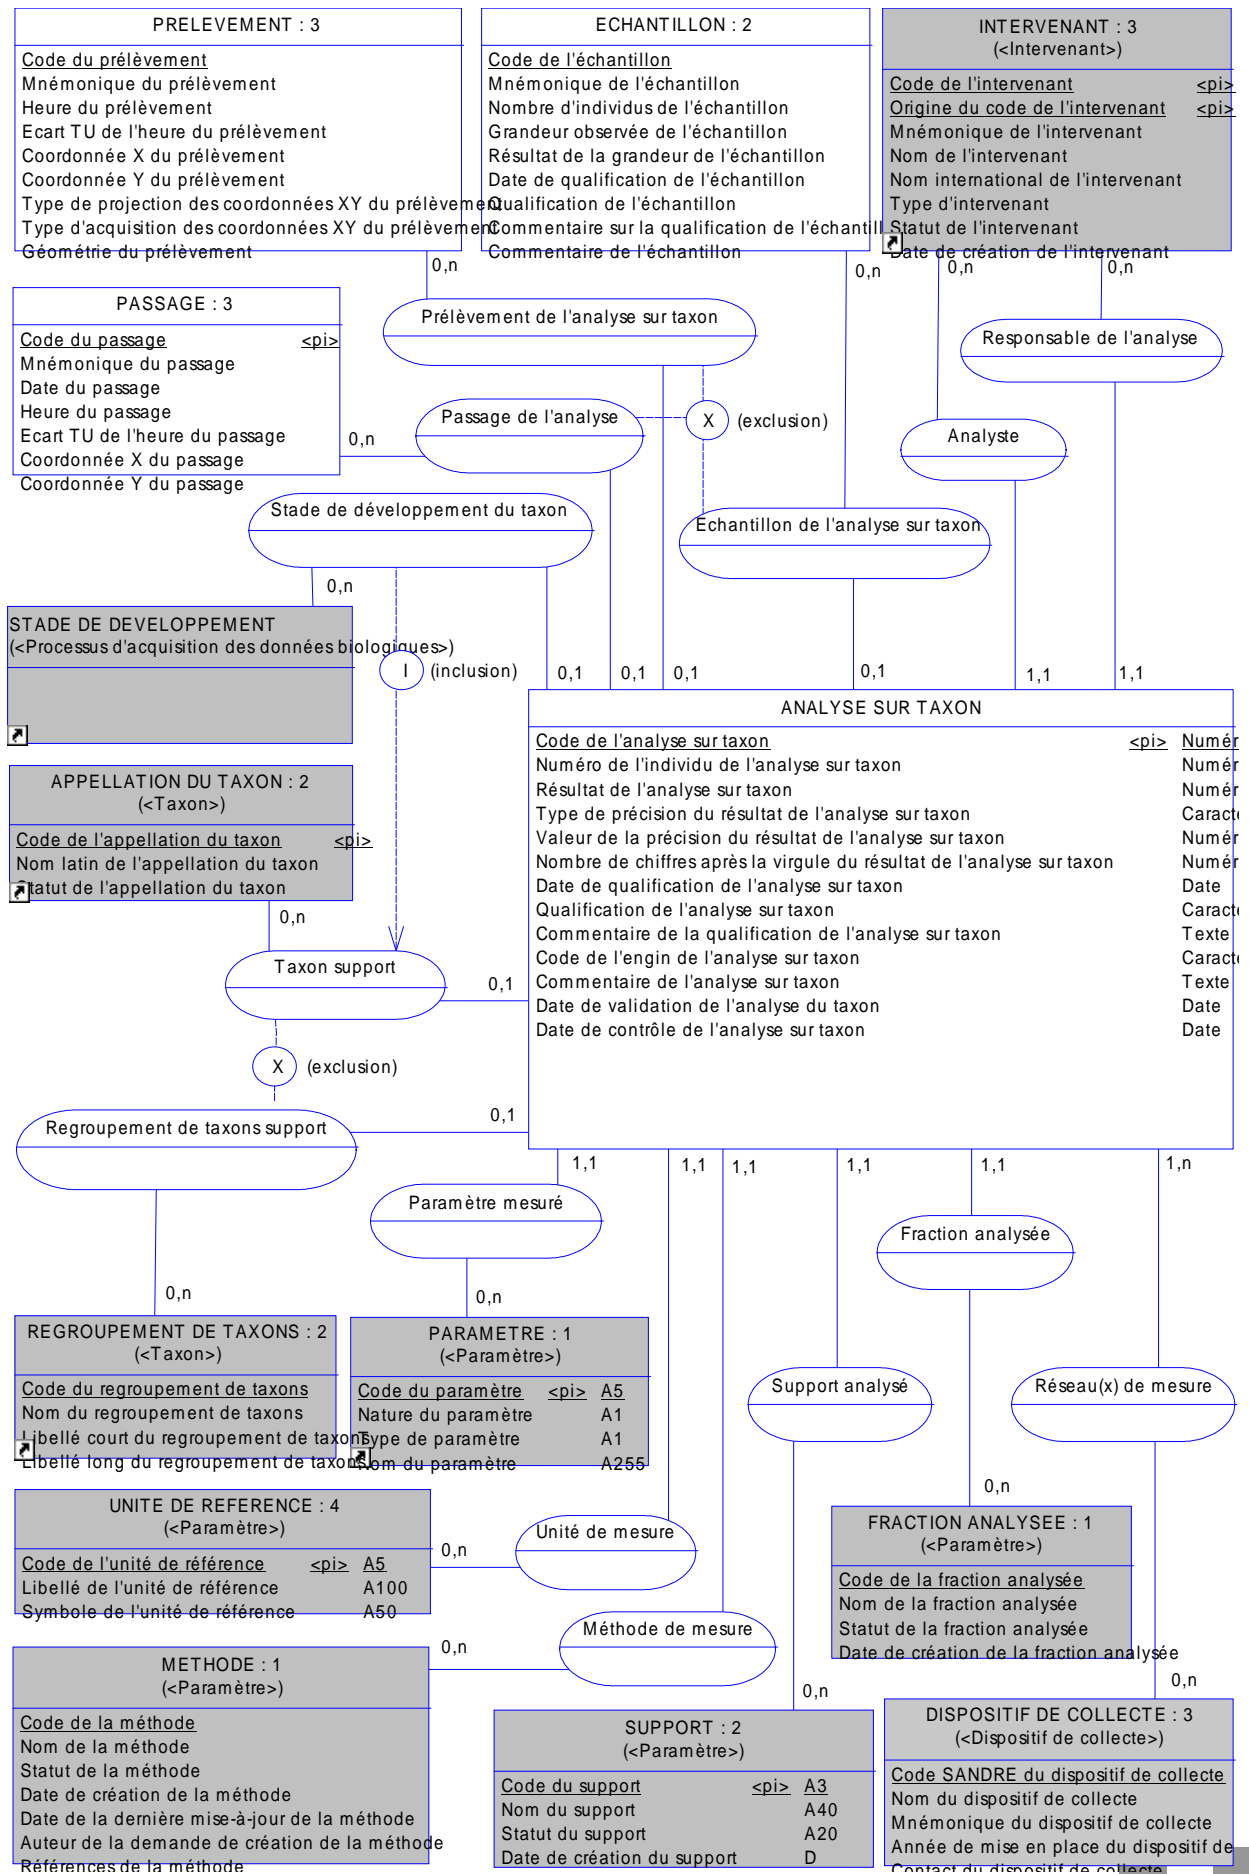 PRELEVEMENT : 3
Code du prélèvement
Mnémonique du prélèvement
Heure du prélèvement
Ecart TU de l'heure du prélèvement
Coordonnée X du prélèvement
Coordonnée Y du prélèvement
Type de projection des coordonnées XY du prélèvement
Type d'acquisition des coordonnées XY du prélèvement
Géométrie du prélèvement
ECHANTILLON : 2
Code de l'échantillon
Mnémonique de l'échantillon
Nombre d'individus de l'échantillon
Grandeur observée de l'échantillon
Résultat de la grandeur de l'échantillon
Date de qualification de l'échantillon
Qualification de l'échantillon
Commentaire sur la qualification de l'échantill
Commentaire de l'échantillon
INTERVENANT : 3
(<Intervenant>)
Code de l'intervenant <pi>
Origine du code de l'intervenant <pi>
Mnémonique de l'intervenant
Nom de l'intervenant
Nom international de l'intervenant
Type d'intervenant
Statut de l'intervenant
Date de création de l'intervenant
0,n
0,n
0,n
0,n
PASSAGE : 3
Code du passage <pi>
Mnémonique du passage
Date du passage
Heure du passage
Ecart TU de l'heure du passage
Coordonnée X du passage
Coordonnée Y du passage
0,n
Prélèvement de l'analyse sur taxon
Responsable de l'analyse
Passage de l'analyse
X (exclusion)
Analyste
Stade de développement du taxon
Echantillon de l'analyse sur taxon
0,n
STADE DE DEVELOPPEMENT
(<Processus d'acquisition des données biologiques>)
I (inclusion)
0,1
0,1
0,1
0,1
1,1
1,1
ANALYSE SUR TAXON
Code de l'analyse sur taxon <pi> Numér
Numéro de l'individu de l'analyse sur taxon Numér
Résultat de l'analyse sur taxon Numér
Type de précision du résultat de l'analyse sur taxon Caracte
Valeur de la précision du résultat de l'analyse sur taxon Numér
Nombre de chiffres après la virgule du résultat de l'analyse sur taxon Numér
Date de qualification de l'analyse sur taxon Date
Qualification de l'analyse sur taxon Caracte
Commentaire de la qualification de l'analyse sur taxon Texte
Code de l'engin de l'analyse sur taxon Caracte
Commentaire de l'analyse sur taxon Texte
Date de validation de l'analyse du taxon Date
Date de contrôle de l'analyse sur taxon Date
APPELLATION DU TAXON : 2
(<Taxon>)
Code de l'appellation du taxon <pi>
Nom latin de l'appellation du taxon
Statut de l'appellation du taxon
0,n
Taxon support
0,1
X (exclusion)
Regroupement de taxons support
0,1
0,n
1,1
1,1
1,1
1,1
1,1
1,n
Paramètre mesuré
Fraction analysée
0,n
REGROUPEMENT DE TAXONS : 2
(<Taxon>)
Code du regroupement de taxons
Nom du regroupement de taxons
Libellé court du regroupement de taxons
Libellé long du regroupement de taxons
PARAMETRE : 1
(<Paramètre>)
Code du paramètre <pi> A5
Nature du paramètre A1
Type de paramètre A1
Nom du paramètre A255
Support analysé
Réseau(x) de mesure
0,n
UNITE DE REFERENCE : 4
(<Paramètre>)
Code de l'unité de référence <pi> A5
Libellé de l'unité de référence A100
Symbole de l'unité de référence A50
0,n
Unité de mesure
FRACTION ANALYSEE : 1
(<Paramètre>)
Code de la fraction analysée
Nom de la fraction analysée
Statut de la fraction analysée
Date de création de la fraction analysée
Méthode de mesure
0,n
METHODE : 1
(<Paramètre>)
Code de la méthode
Nom de la méthode
Statut de la méthode
Date de création de la méthode
Date de la dernière mise-à-jour de la méthode
Auteur de la demande de création de la méthode
Références de la méthode
0,n
SUPPORT : 2
(<Paramètre>)
Code du support <pi> A3
Nom du support A40
Statut du support A20
Date de création du support D
0,n
DISPOSITIF DE COLLECTE : 3
(<Dispositif de collecte>)
Code SANDRE du dispositif de collecte
Nom du dispositif de collecte
Mnémonique du dispositif de collecte
Année de mise en place du dispositif de
Contact du dispositif de collecte